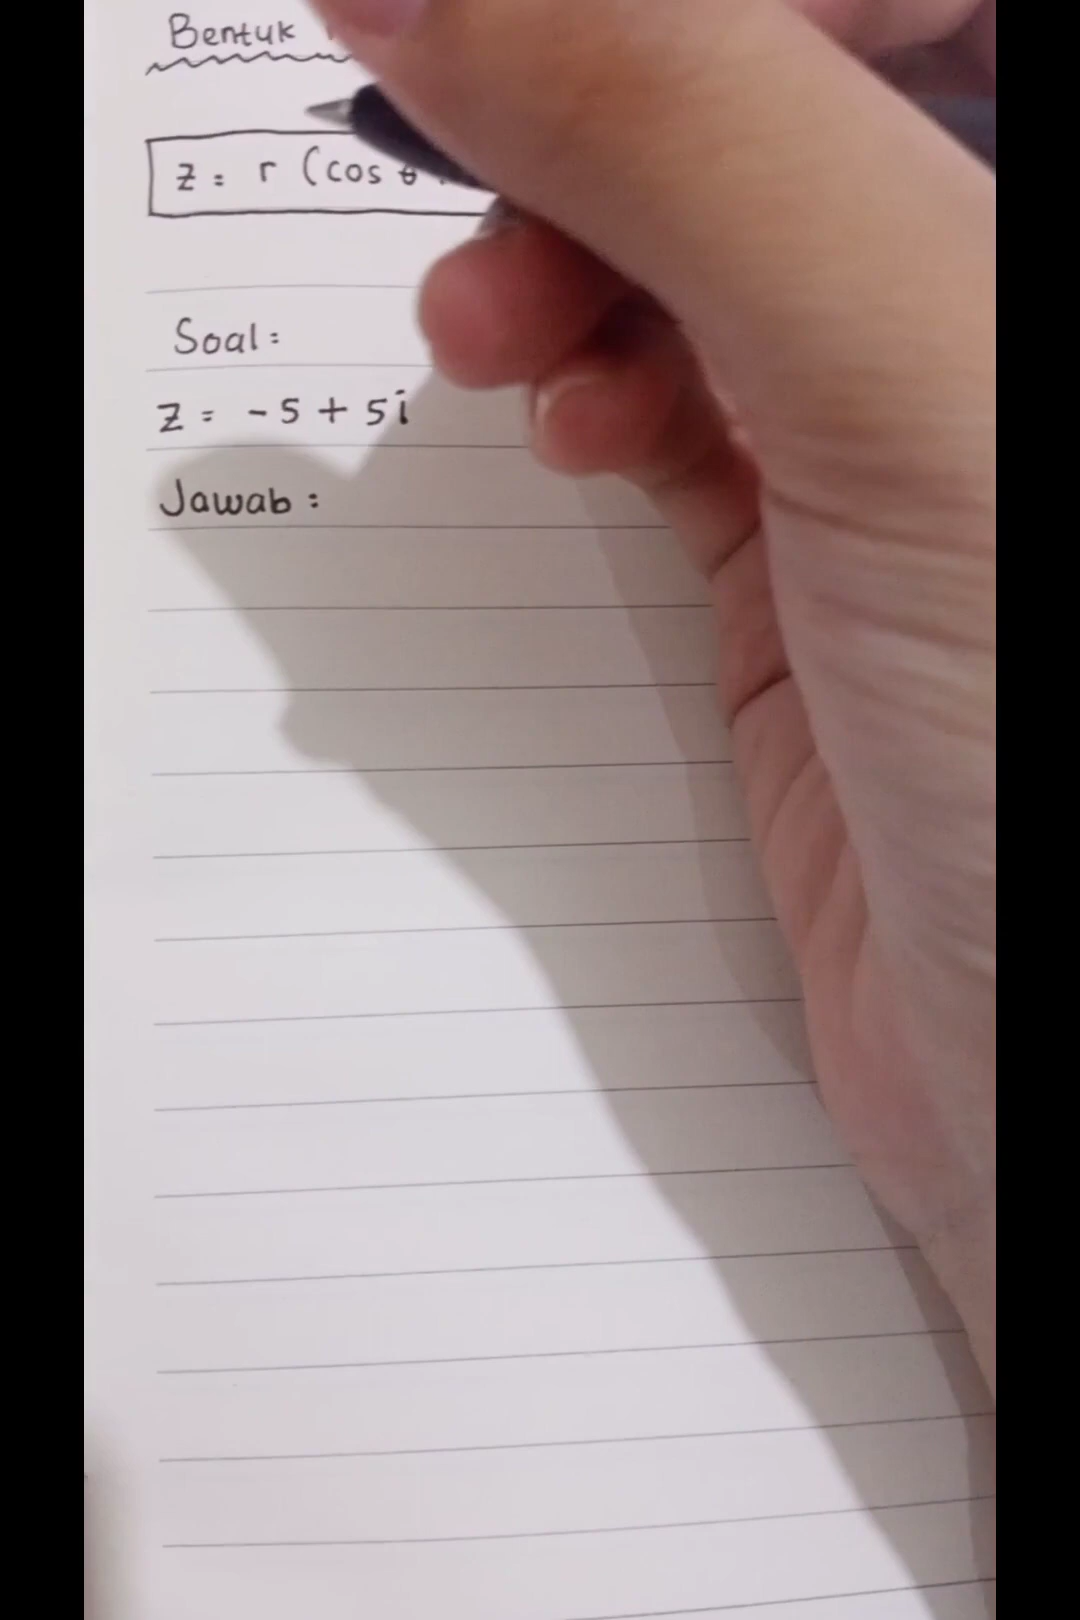 Bentuk
z = r (cos θ
Soal :
z = -5 + 5i
Jawab :